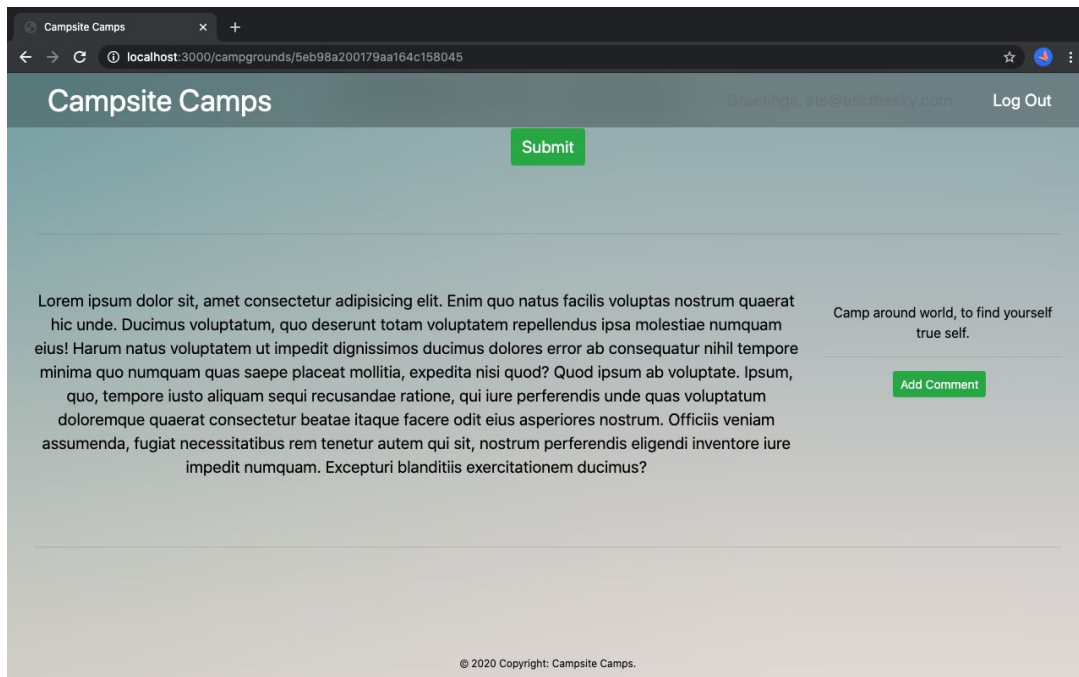 Campsite Camps
localhost:3000/campgrounds/5eb98a200179aa164c158045
Campsite Camps
Greetings, ats@askthesky.com
Log Out
Submit
Lorem ipsum dolor sit, amet consectetur adipisicing elit. Enim quo natus facilis voluptas nostrum quaerat
hic unde. Ducimus voluptatum, quo deserunt totam voluptatem repellendus ipsa molestiae numquam
eius! Harum natus voluptatem ut impedit dignissimos ducimus dolores error ab consequatur nihil tempore
minima quo numquam quas saepe placeat mollitia, expedita nisi quod? Quod ipsum ab voluptate. Ipsum,
quo, tempore iusto aliquam sequi recusandae ratione, qui iure perferendis unde quas voluptatum
doloremque quaerat consectetur beatae itaque facere odit eius asperiores nostrum. Officiis veniam
assumenda, fugiat necessitatibus rem tenetur autem qui sit, nostrum perferendis eligendi inventore iure
impedit numquam. Excepturi blanditiis exercitationem ducimus?
Camp around world, to find yourself
true self.
Add Comment
© 2020 Copyright: Campsite Camps.